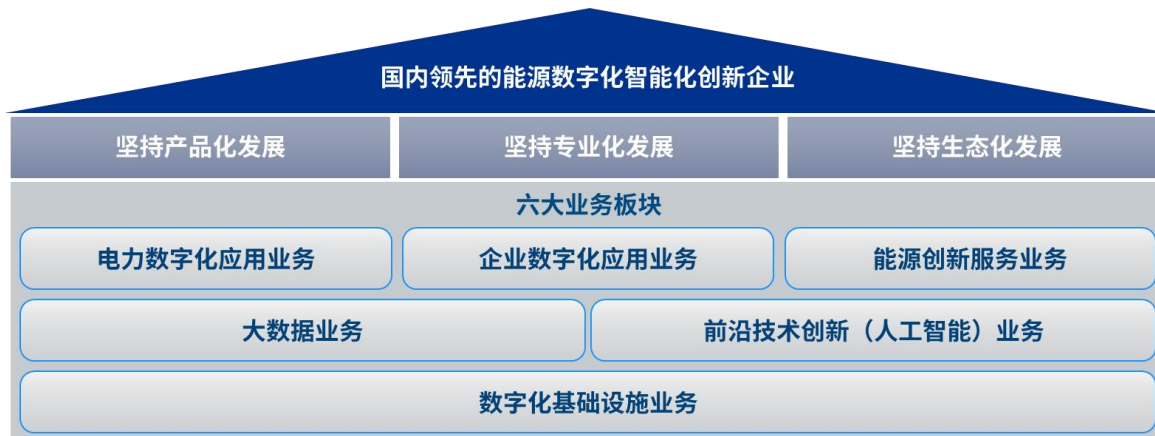 国内领先的能源数字化智能化创新企业
坚持产品化发展
坚持专业化发展
坚持生态化发展
六大业务板块
电力数字化应用业务
企业数字化应用业务
能源创新服务业务
大数据业务
前沿技术创新（人工智能）业务
数字化基础设施业务